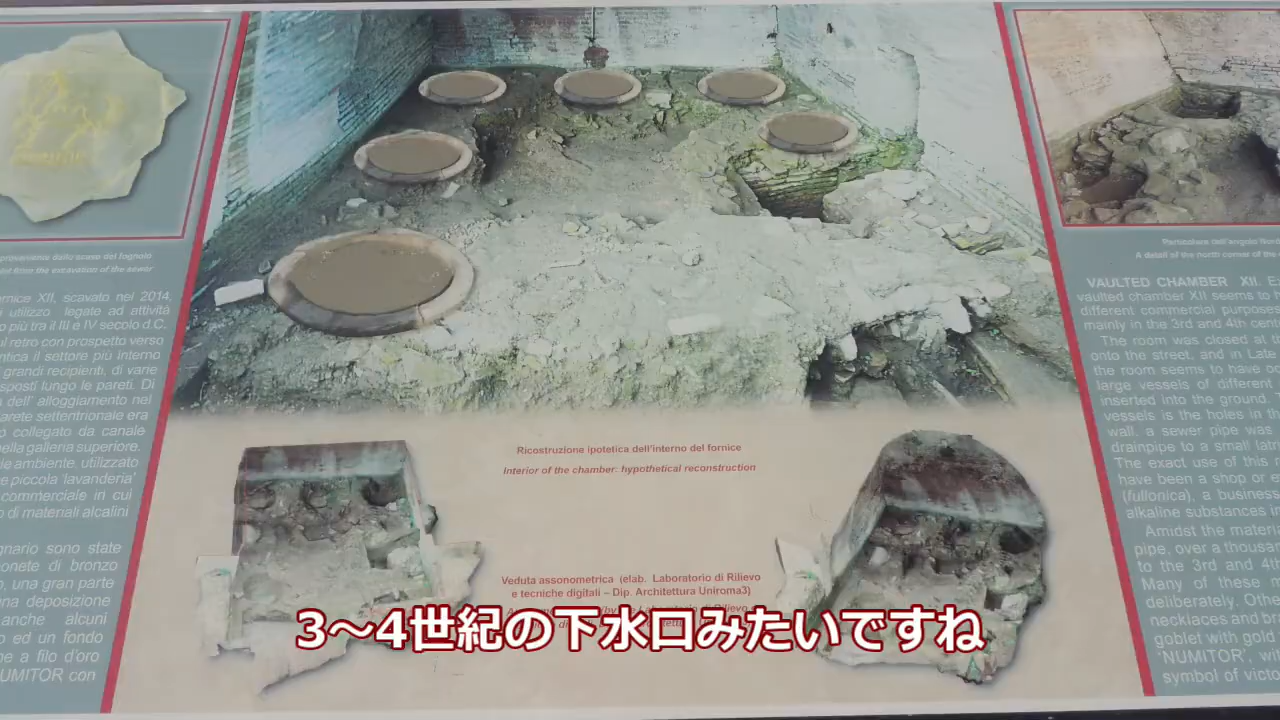 provenienza dallo scavo del fognolo
from the excavation of the sewer
fornice XII, scavato nel 2014,
utilizzo legate ad attività
più tra il III e IV secolo d.C.
sul retro con prospetto verso
antica il settore più interno
grandi recipienti, di varie
sposti lungo le pareti. Di
dell' alloggiamento nel
parete settentrionale era
collegato da canale
nella galleria superiore.
ambiente, utilizzato
piccola 'lavanderia'
commerciale in cui
di materiali alcalini
sono state
monete di bronzo
una gran parte
una deposizione
anche alcuni
ed un fondo
a filo d'oro
NUMITOR con
Ricostruzione ipotetica dell'interno del fornice
Interior of the chamber: hypothetical reconstruction
Veduta assonometrica (elab. Laboratorio di Rilievo
e tecniche digitali – Dip. Architettura Uniroma3)
Particolare dell'angolo
A detail of the north corner of the
VAULTED CHAMBER XII.
vaulted chamber XII seems to
different commercial purposes
mainly in the 3rd and 4th
The room was closed at
onto the street, and in Late
the room seems to have
large vessels of different
inserted into the ground.
vessels is the holes in
wall, a sewer pipe was
drainpipe to a small
The exact use of this
have been a shop or
(fullonica), a business
alkaline substances
Amidst the
pipe, over a
to the 3rd and
Many of these
deliberately.
necklaces and
goblet with gold
'NUMITOR',
symbol of
3～4世紀の下水口みたいですね